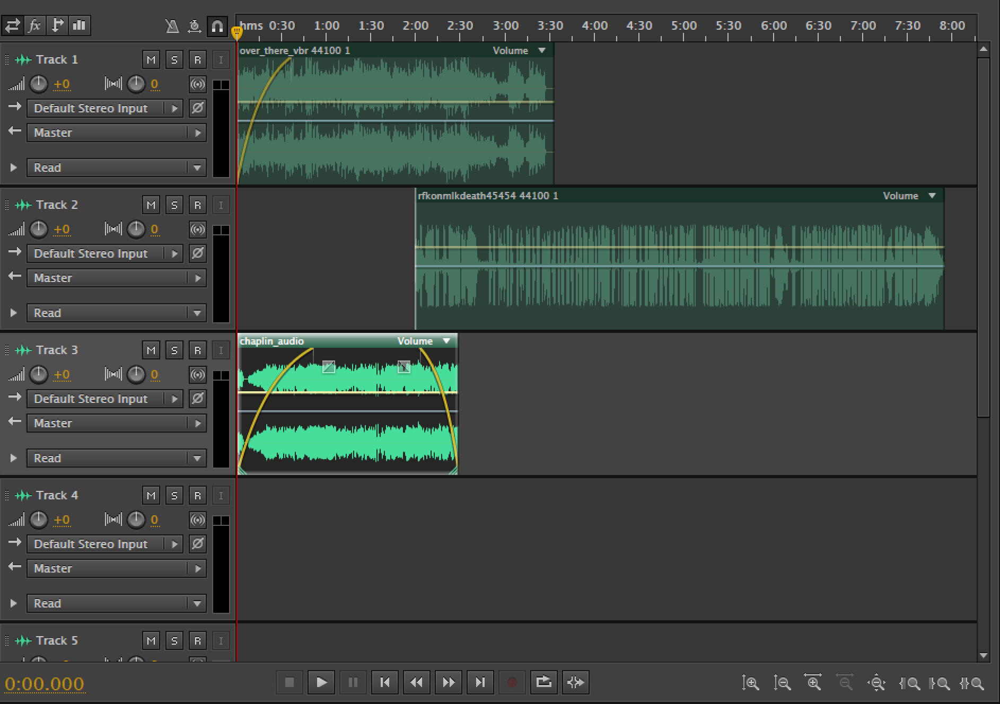 fx hms 0:30 1:00 1:30 2:00 2:30 3:00 3:30 4:00 4:30 5:00 5:30 6:00 6:30 7:00 7:30 8:00
Track 1 M S R I
over_there_vbr 44100 1 Volume
+0 0
Default Stereo Input
Master
Read
Track 2 M S R I
rfkonmlkdeath45454 44100 1 Volume
+0 0
Default Stereo Input
Master
Read
Track 3 M S R I
chaplin_audio Volume
+0 0
Default Stereo Input
Master
Read
Track 4 M S R I
+0 0
Default Stereo Input
Master
Read
Track 5 M S R I
0:00.000